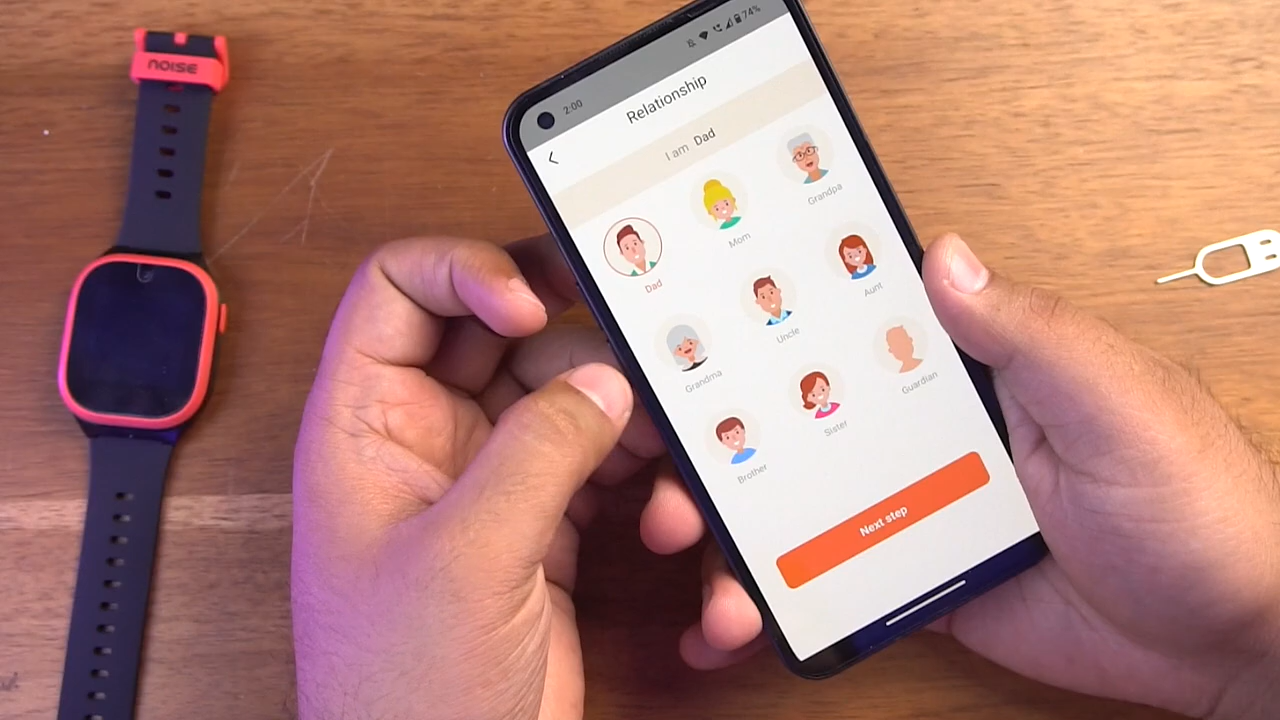 noise
2:00
74%
Relationship
I am Dad
Dad
Mom
Grandpa
Grandma
Uncle
Aunt
Brother
Sister
Guardian
Next step